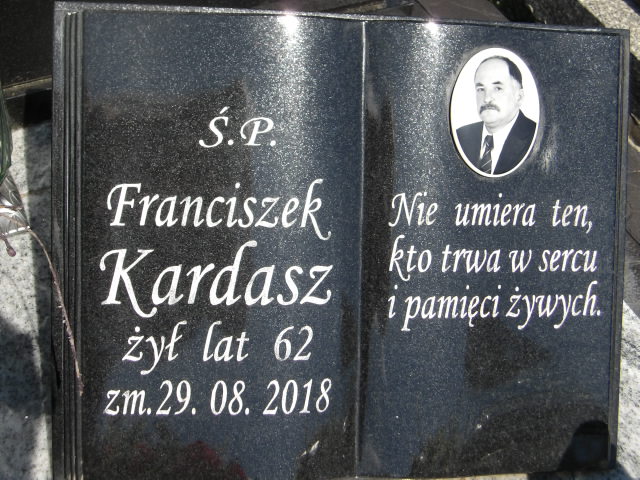 Ś.P.
Franciszek
Kardasz
żył lat 62
zm.29. 08. 2018
Nie umiera ten,
kto trwa w sercu
i pamięci żywych.